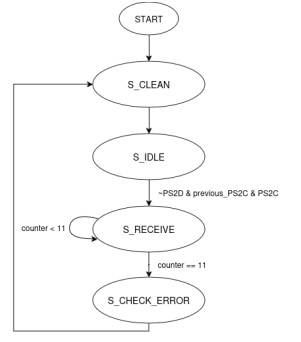 START
S_CLEAN
S_IDLE
~PS2D & previous_PS2C & PS2C
counter < 11
S_RECEIVE
counter == 11
S_CHECK_ERROR